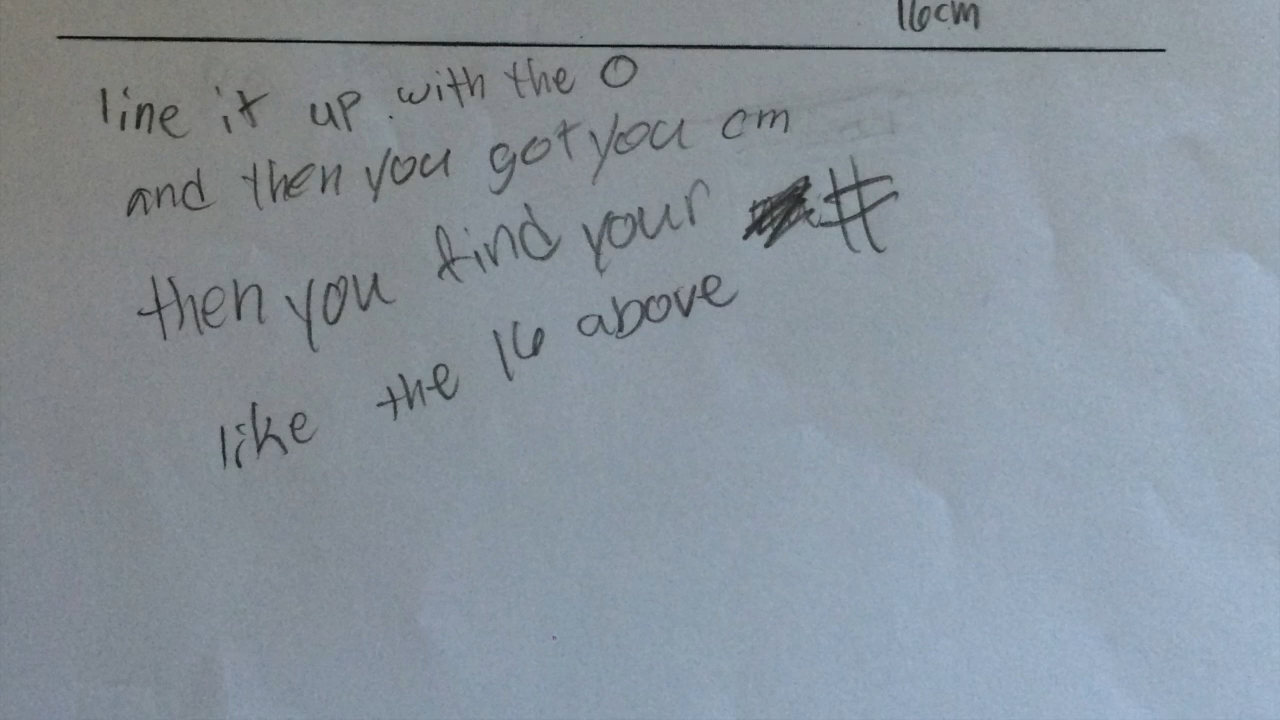 16cm
line it up with the 0
and then you got you cm
then you find your #
like the 16 above